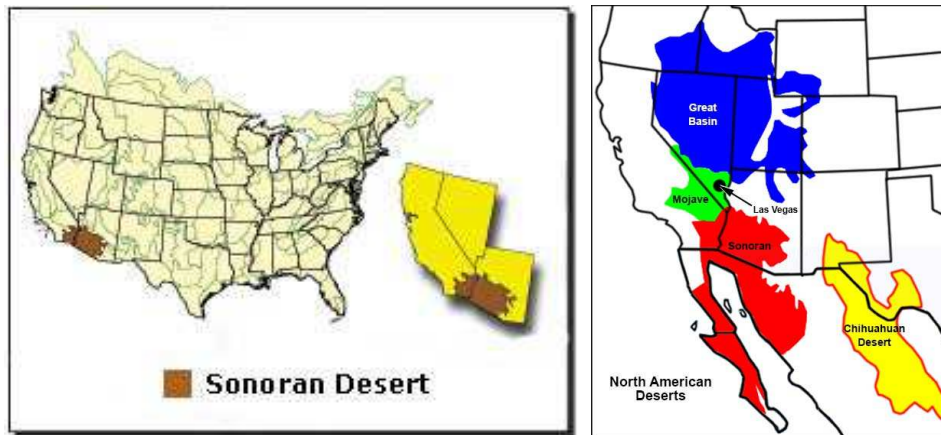 Sonoran Desert
Great
Basin
Mojave
Las Vegas
Sonoran
Chihuahuan
Desert
North American
Deserts